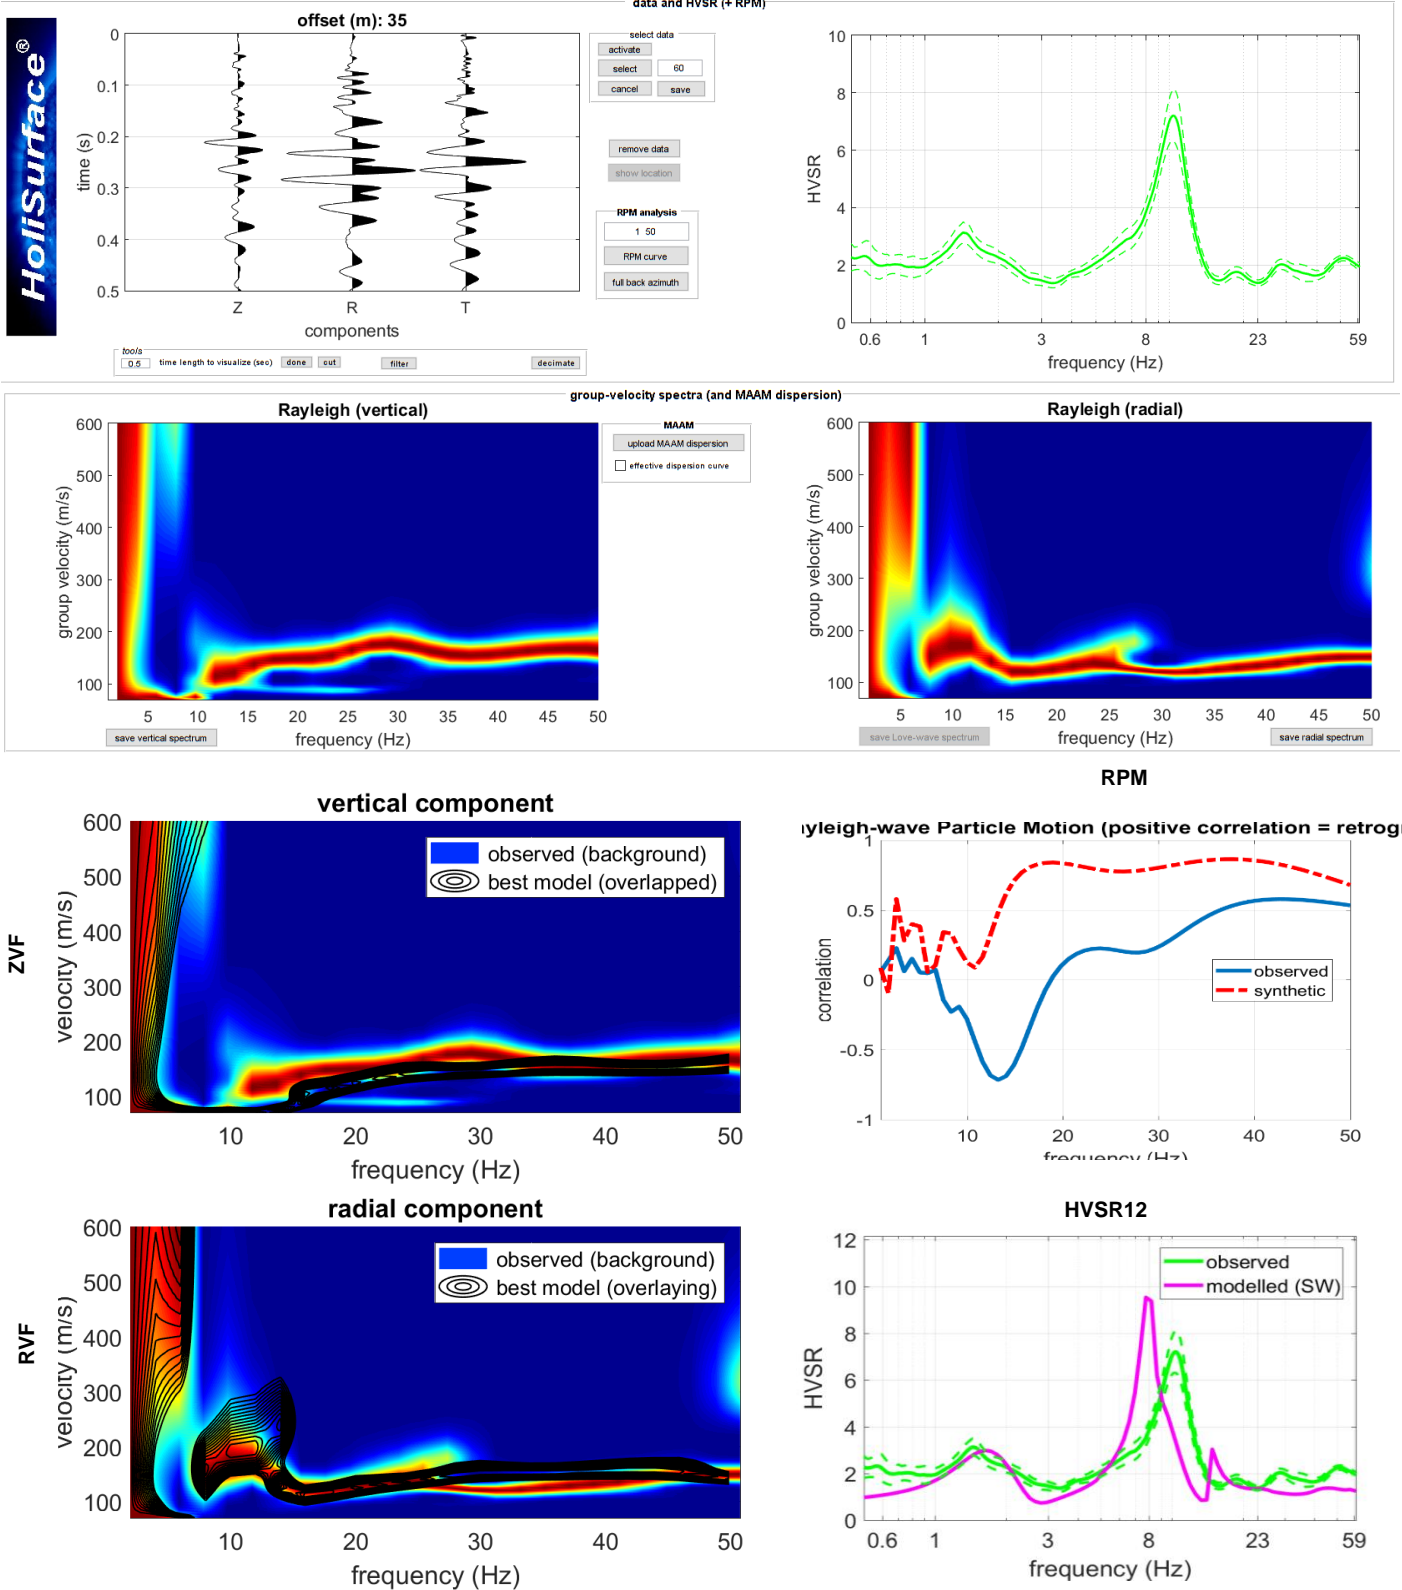 data and HVSR (+ RPM)
HoliSurface®
offset (m): 35
0
0.1
0.2
0.3
0.4
0.5
time (s)
Z
R
T
components
select data
activate
select
60
cancel
save
remove data
show location
RPM analysis
1 50
RPM curve
full back azimuth
tools
0.5
time length to visualize (sec)
done
cut
filter
decimate
10
8
6
4
2
0
HVSR
0.6
1
3
8
23
59
frequency (Hz)
group-velocity spectra (and MAAM dispersion)
Rayleigh (vertical)
600
500
400
300
200
100
group velocity (m/s)
5
10
15
20
25
30
35
40
45
50
frequency (Hz)
save vertical spectrum
MAAM
upload MAAM dispersion
effective dispersion curve
Rayleigh (radial)
600
500
400
300
200
100
group velocity (m/s)
5
10
15
20
25
30
35
40
45
50
frequency (Hz)
save Love-wave spectrum
save radial spectrum
ZVF
vertical component
observed (background)
best model (overlapped)
600
500
400
300
200
100
velocity (m/s)
10
20
30
40
50
frequency (Hz)
RPM
yleigh-wave Particle Motion (positive correlation = retrog
1
0.5
0
-0.5
-1
correlation
observed
synthetic
10
20
30
40
50
frequency (Hz)
RVF
radial component
observed (background)
best model (overlaying)
600
500
400
300
200
100
velocity (m/s)
10
20
30
40
50
frequency (Hz)
HVSR12
observed
modelled (SW)
12
10
8
6
4
2
0
HVSR
0.6
1
3
8
23
59
frequency (Hz)